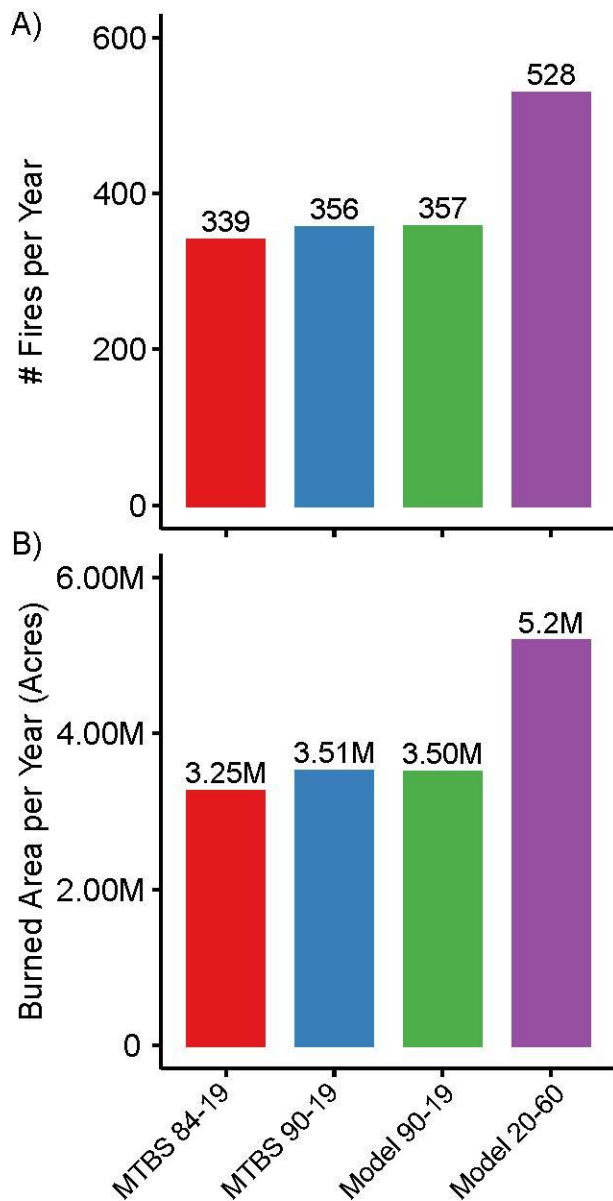 A)
# Fires per Year
600
400
200
0
339
356
357
528
B)
Burned Area per Year (Acres)
6.00M
4.00M
2.00M
0
3.25M
3.51M
3.50M
5.2M
MTBS 84-19
MTBS 90-19
Model 90-19
Model 20-60